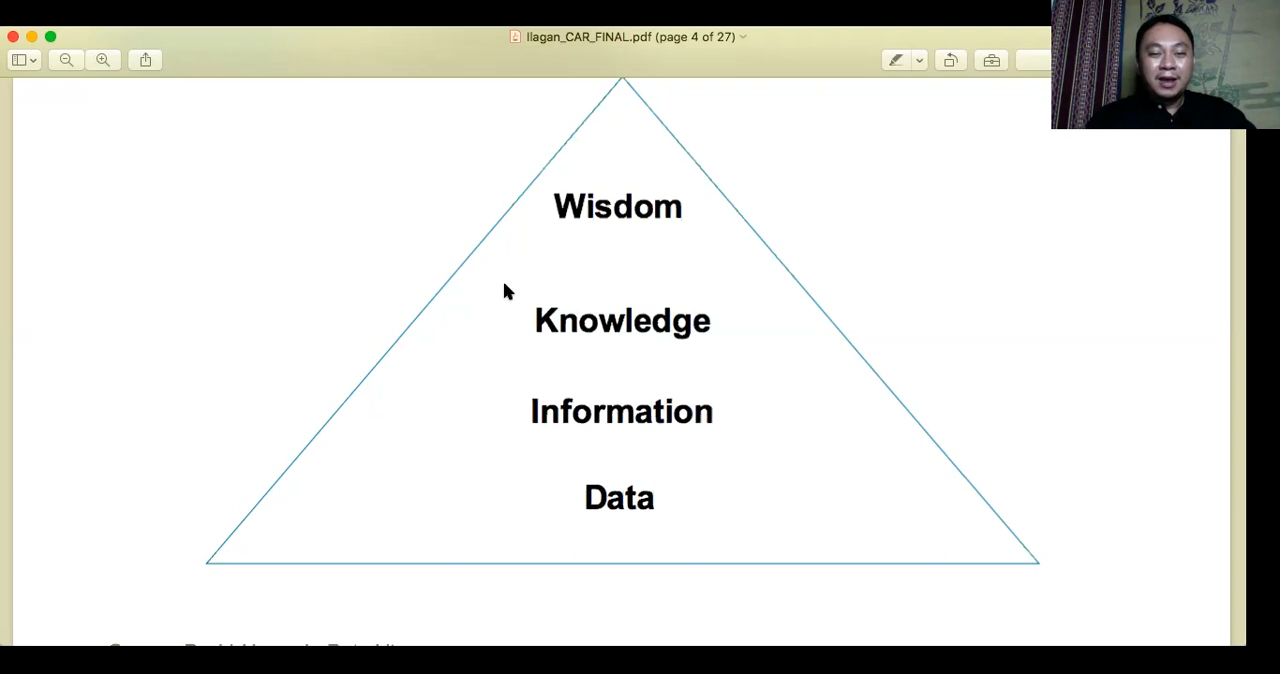 Ilagan_CAR_FINAL.pdf (page 4 of 27)
Wisdom
Knowledge
Information
Data